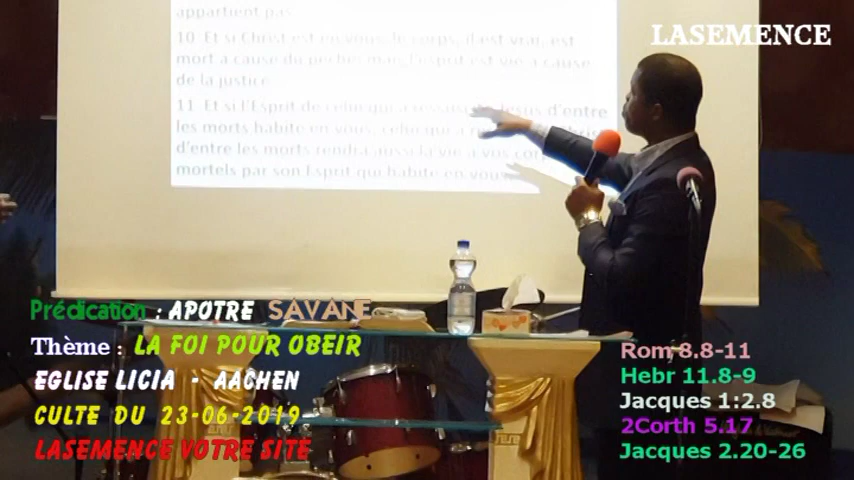 appartient pas
LASEMENCE
10 Et si Christ est en vous, le corps, il est vrai, est
mort à cause du péché mais l'esprit est vie à cause
de la justice
11 Et si l'Esprit de celui qui a ressuscité Jésus d'entre
les morts habite en vous, celui qui a
d'entre les morts rendra aussi la vie à vos
mortels par son Esprit qui habite en vous.
Prédication : APOTRE SAVANE
Thème : LA FOI POUR OBEIR
EGLISE LICIA - AACHEN
CULTE DU 23-06-2019
LASEMENCE VOTRE SITE
Rom 8.8-11
Hebr 11.8-9
Jacques 1:2.8
2Corth 5.17
Jacques 2.20-26